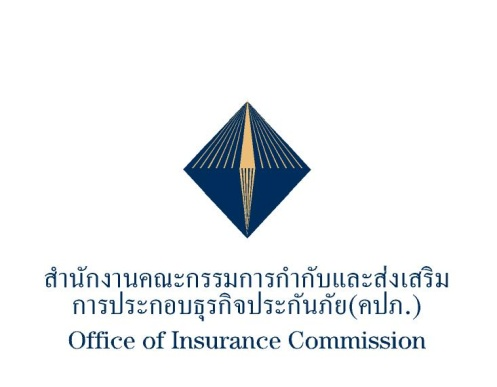 สำนักงานคณะกรรมการกำกับและส่งเสริม
การประกอบธุรกิจประกันภัย(คปภ.)
Office of Insurance Commission